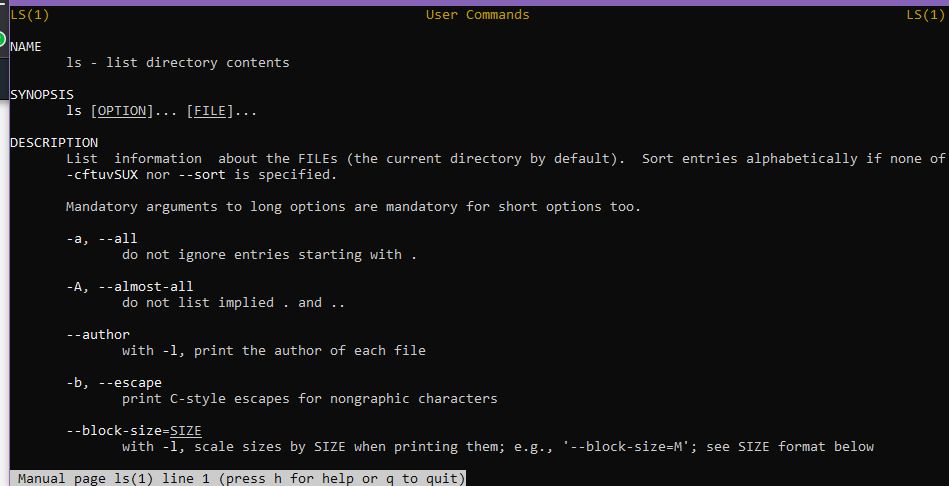 LS(1) User Commands LS(1)
NAME
ls - list directory contents
SYNOPSIS
ls [OPTION]... [FILE]...
DESCRIPTION
List information about the FILEs (the current directory by default). Sort entries alphabetically if none of
-cftuvSUX nor --sort is specified.
Mandatory arguments to long options are mandatory for short options too.
-a, --all
do not ignore entries starting with .
-A, --almost-all
do not list implied . and ..
--author
with -l, print the author of each file
-b, --escape
print C-style escapes for nongraphic characters
--block-size=SIZE
with -l, scale sizes by SIZE when printing them; e.g., '--block-size=M'; see SIZE format below
Manual page ls(1) line 1 (press h for help or q to quit)